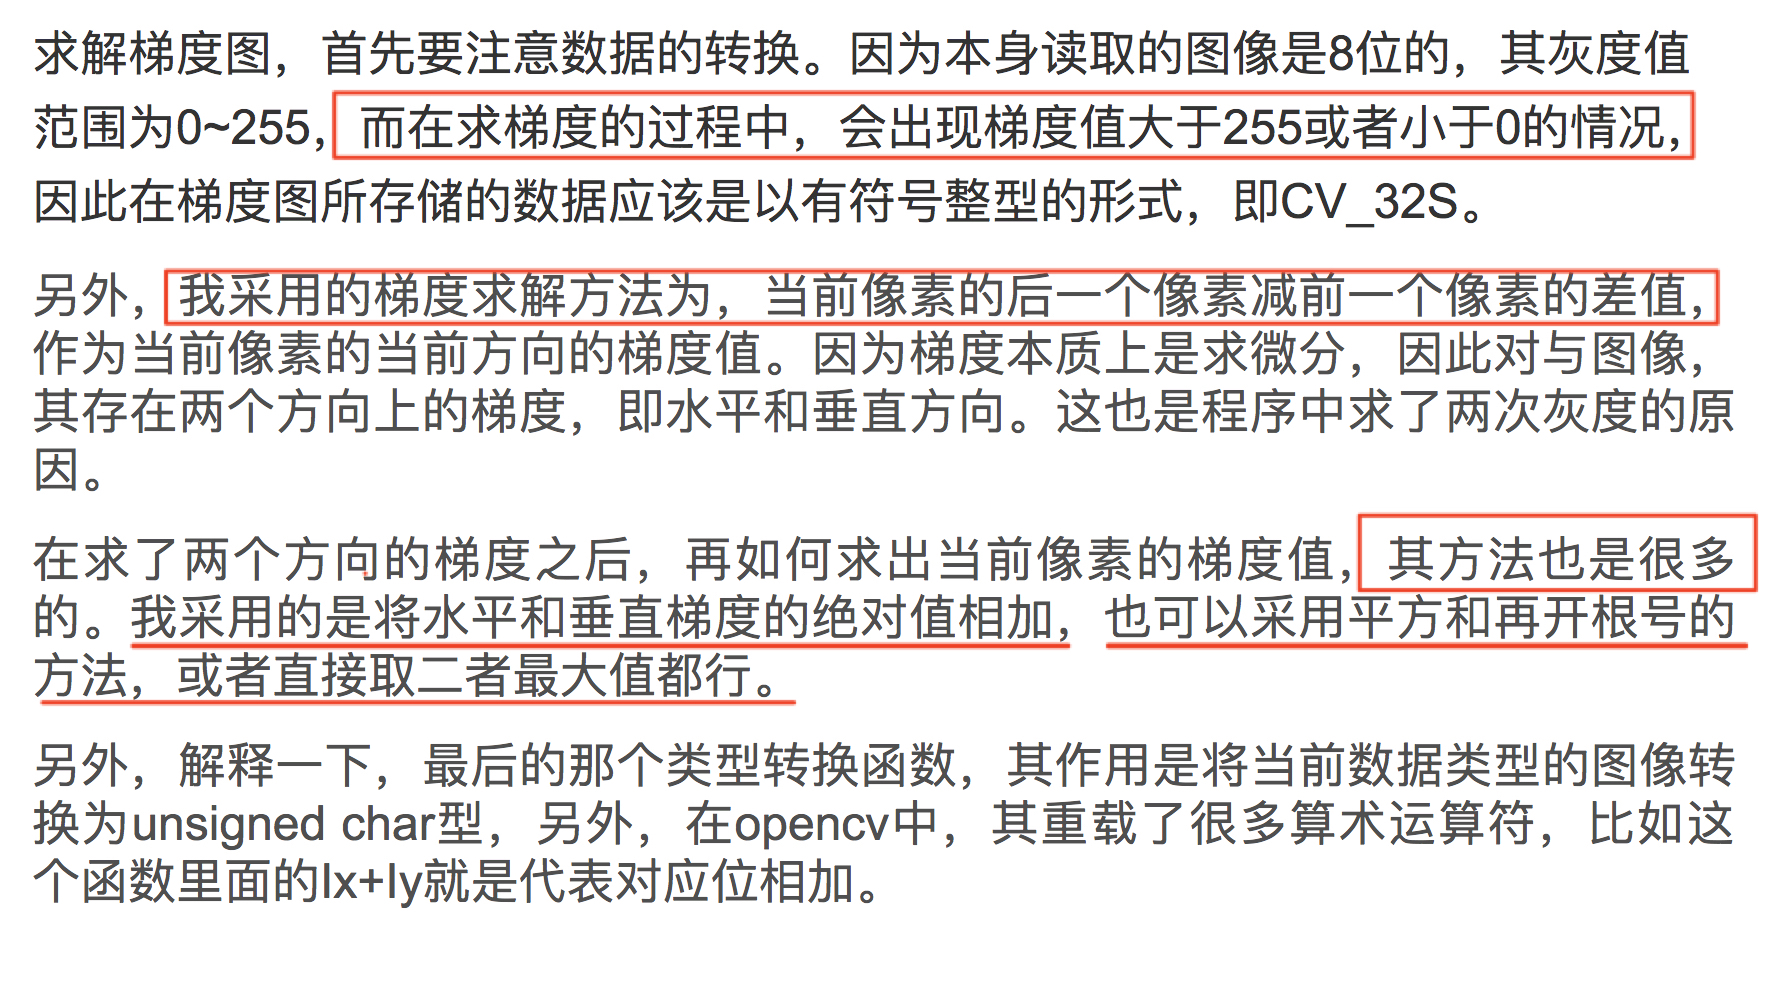 求解梯度图，首先要注意数据的转换。因为本身读取的图像是8位的，其灰度值
范围为0~255，而在求梯度的过程中，会出现梯度值大于255或者小于0的情况，
因此在梯度图所存储的数据应该是以有符号整型的形式，即CV_32S。
另外，我采用的梯度求解方法为，当前像素的后一个像素减前一个像素的差值，
作为当前像素的当前方向的梯度值。因为梯度本质上是求微分，因此对与图像，
其存在两个方向上的梯度，即水平和垂直方向。这也是程序中求了两次灰度的原
因。
在求了两个方向的梯度之后，再如何求出当前像素的梯度值，其方法也是很多
的。我采用的是将水平和垂直梯度的绝对值相加，也可以采用平方和再开根号的
方法，或者直接取二者最大值都行。
另外，解释一下，最后的那个类型转换函数，其作用是将当前数据类型的图像转
换为unsigned char型，另外，在opencv中，其重载了很多算术运算符，比如这
个函数里面的Ix+Iy就是代表对应位相加。